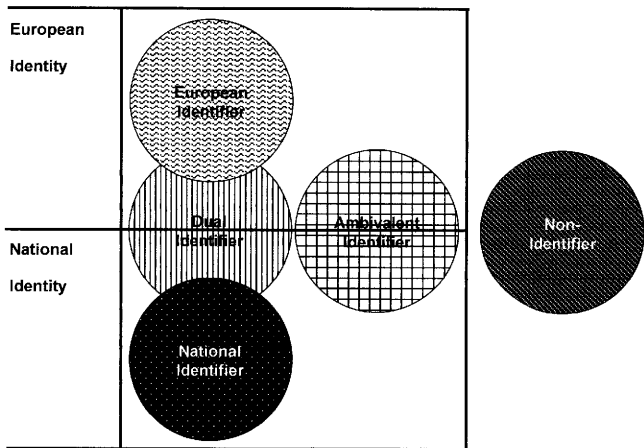 European
Identity
European
Identifier
Dual
Identifier
Ambivalent
Identifier
Non-
Identifier
National
Identity
National
Identifier